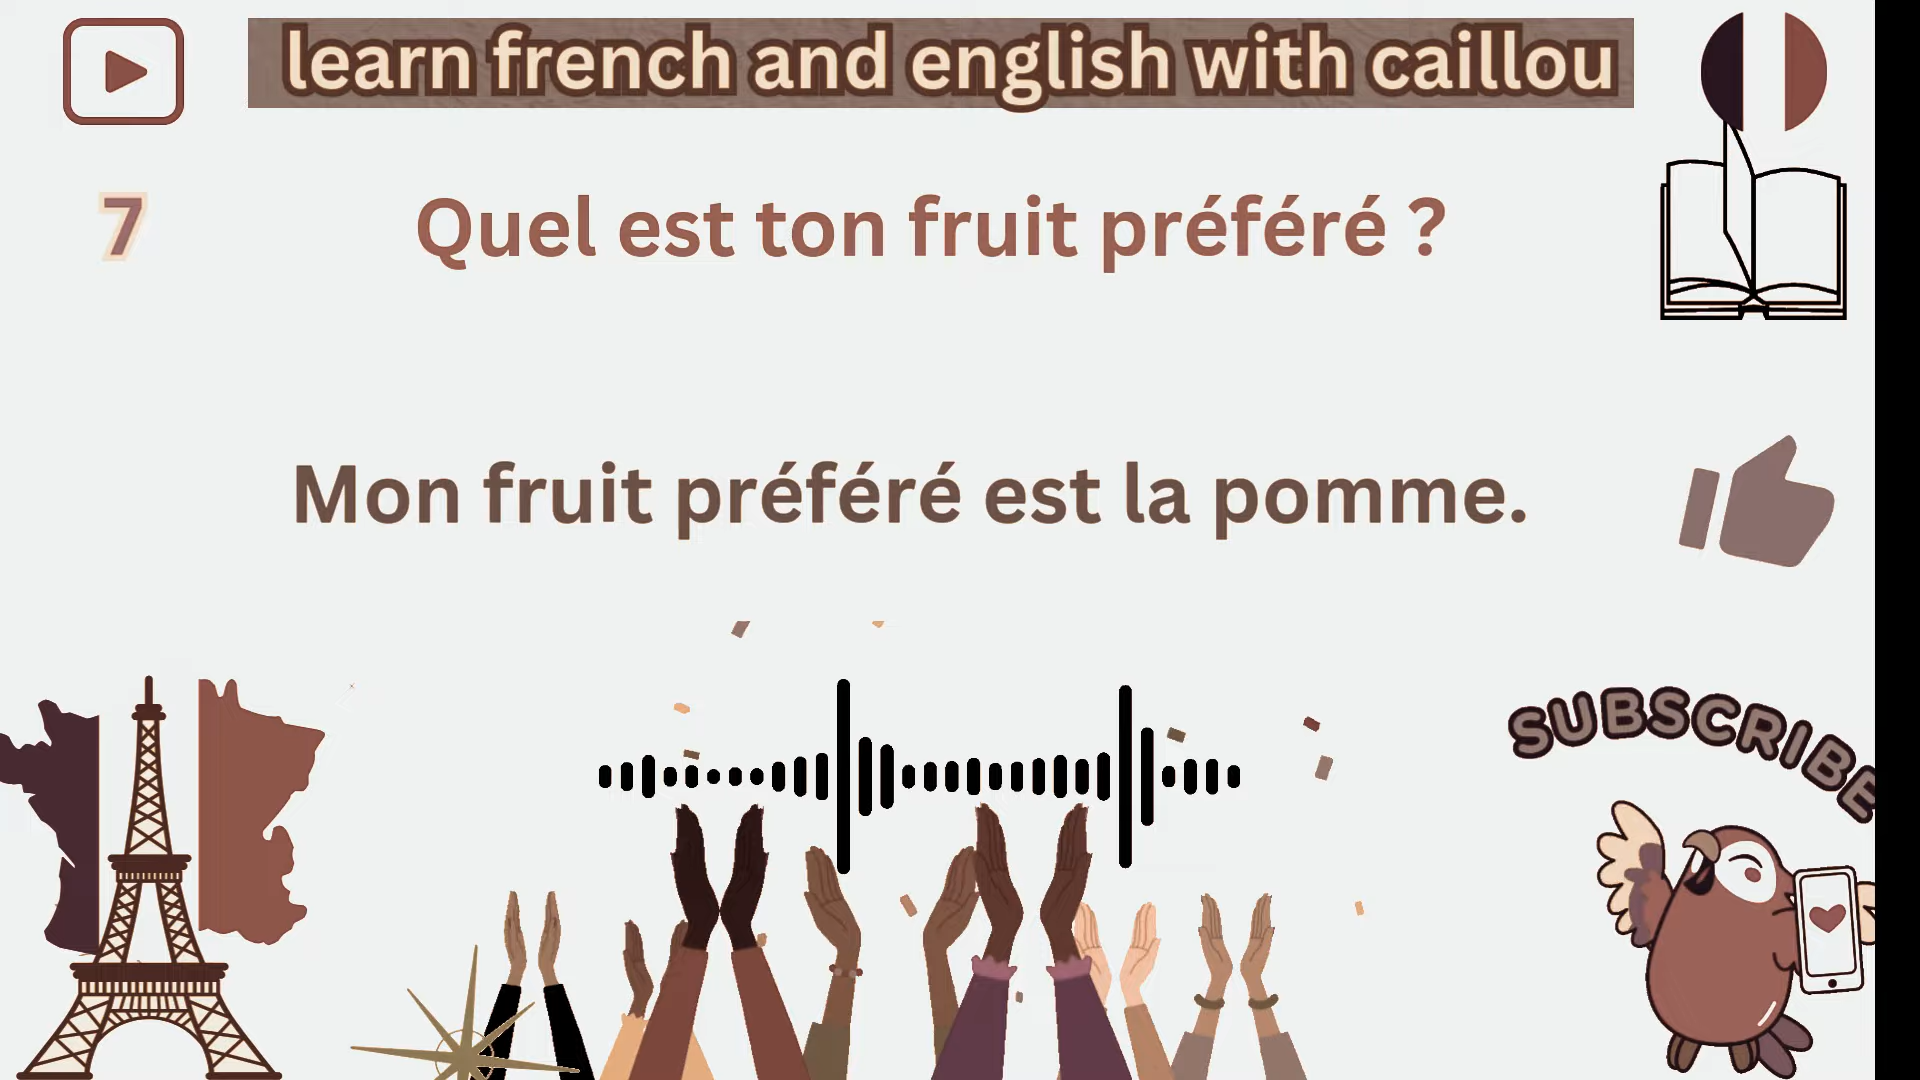 learn french and english with caillou
7
Quel est ton fruit préféré ?
Mon fruit préféré est la pomme.
SUBSCRIBE